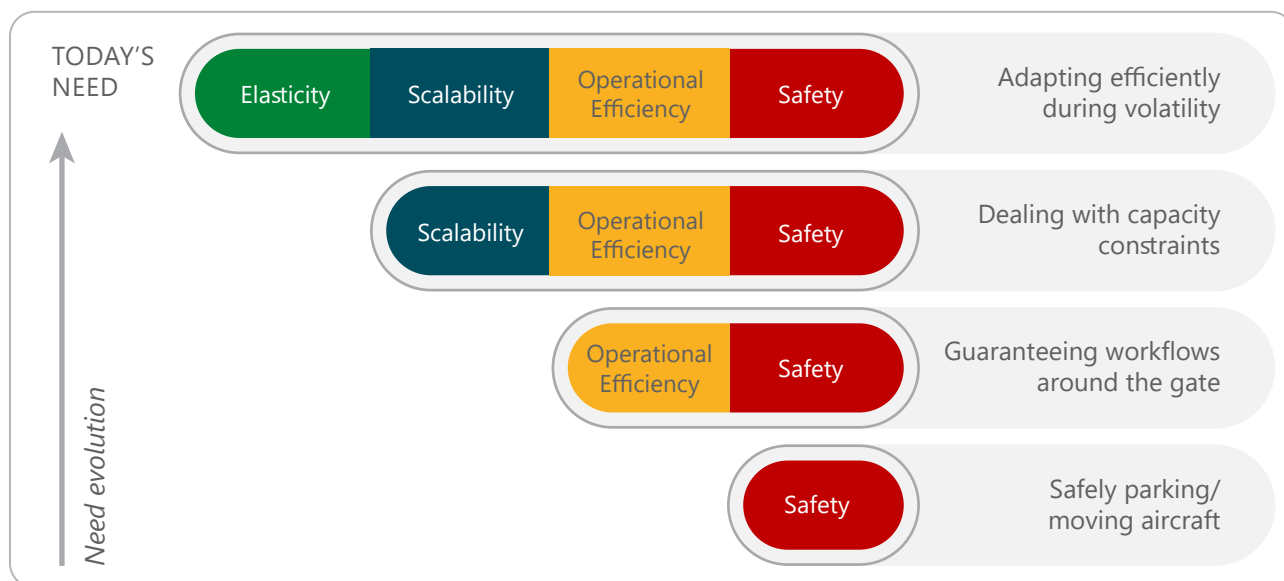 TODAY'S
NEED
Elasticity
Scalability
Operational
Efficiency
Safety
Adapting efficiently
during volatility
Scalability
Operational
Efficiency
Safety
Dealing with capacity
constraints
Operational
Efficiency
Safety
Guaranteeing workflows
around the gate
Safety
Safely parking/
moving aircraft
Need evolution